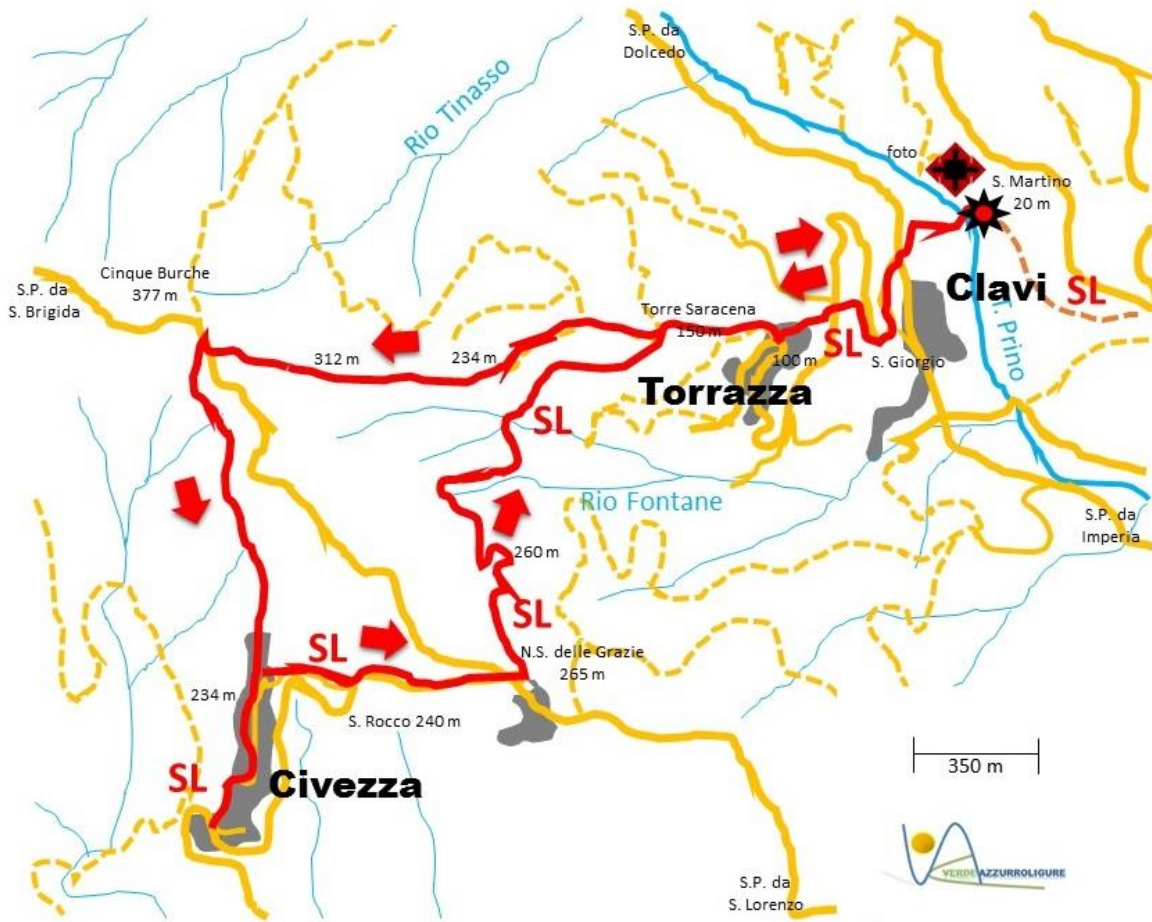 S.P. da
Dolcedo
Rio Tinasso
foto
S. Martino
20 m
Cinque Burche
377 m
S.P. da
S. Brigida
Clavi
SL
Torre Saracena
150 m
312 m
234 m
100 m
SL
S. Giorgio
T. Prino
Torrazza
SL
Rio Fontane
S.P. da
Imperia
260 m
SL
SL
N.S. delle Grazie
265 m
234 m
S. Rocco 240 m
350 m
SL
Civezza
VERDEAZZURROLIGURE
S.P. da
S. Lorenzo